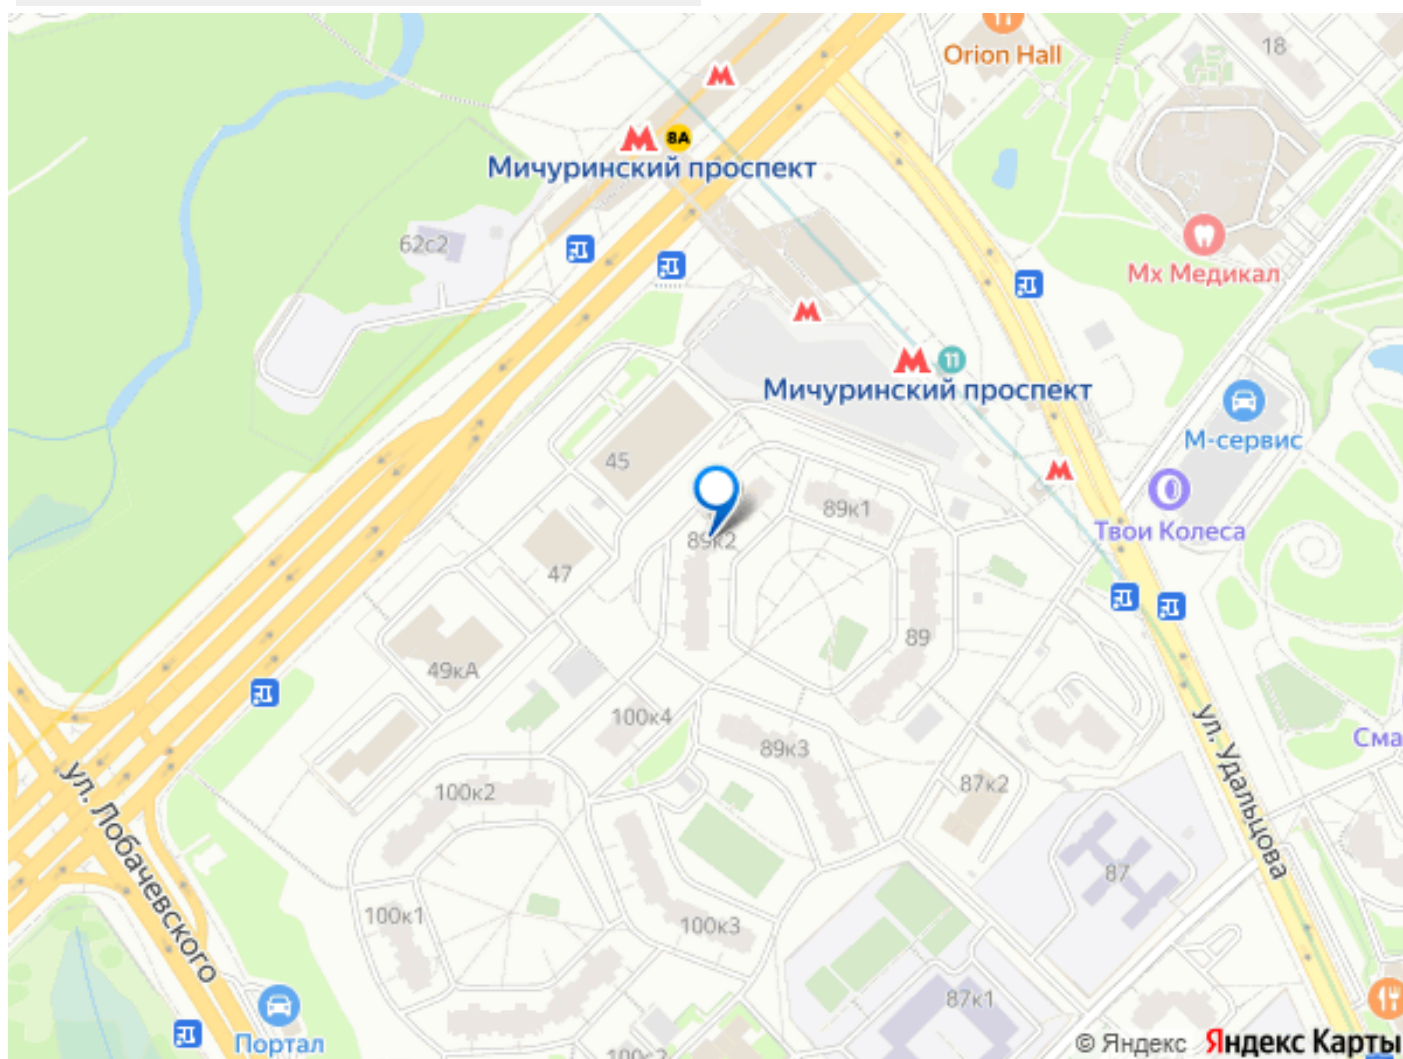 Orion Hall
18
8А
Мичуринский проспект
62с2
Мх Медикал
11
Мичуринский проспект
М-сервис
45
89к1
Твои Колеса
89к2
47
89
49кА
100к4
ул. Удальцова
Сма
89к3
ул. Лобачевского
100к2
87к2
87
100к1
100к3
87к1
Портал
100к2
© Яндекс Яндекс Карты